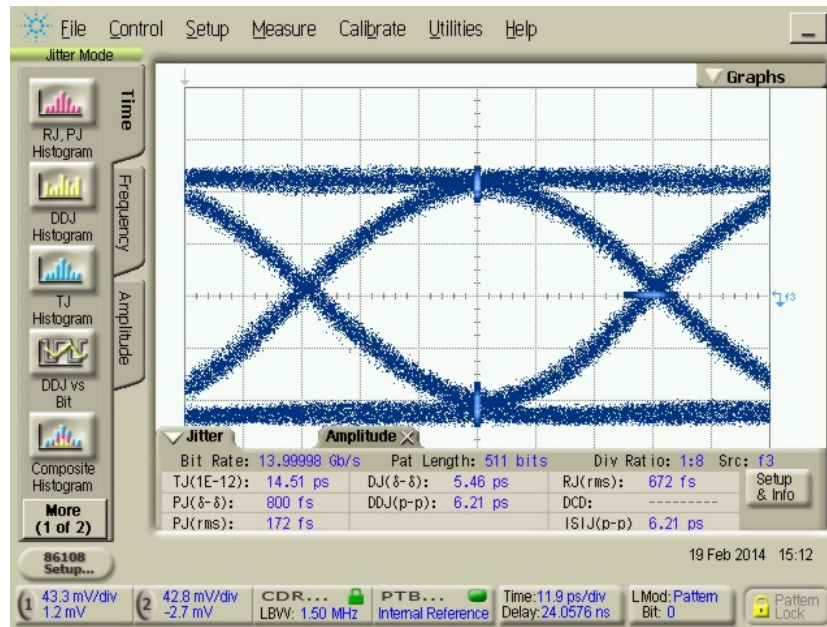 File Control Setup Measure Calibrate Utilities Help
Jitter Mode
Graphs
RJ, PJ
Histogram
DDJ
Histogram
TJ
Histogram
DDJ vs
Bit
Composite
Histogram
More
(1 of 2)
86108
Setup...
Time
Frequency
Amplitude
f3
Jitter Amplitude
Bit Rate: 13.99998 Gb/s Pat Length: 511 bits Div Ratio: 1:8 Src: f3
TJ(1E-12): 14.51 ps DJ(δ-δ): 5.46 ps RJ(rms): 672 fs
PJ(δ-δ): 800 fs DDJ(p-p): 6.21 ps DCD: ---------
PJ(rms): 172 fs ISIJ(p-p) 6.21 ps
Setup
& Info
19 Feb 2014 15:12
1 43.3 mV/div
1.2 mV
2 42.8 mV/div
-2.7 mV
CDR...
LBW: 1.50 MHz
PTB...
Internal Reference
Time:11.9 ps/div
Delay:24.0576 ns
LMod: Pattern
Bit: 0
Pattern
Lock